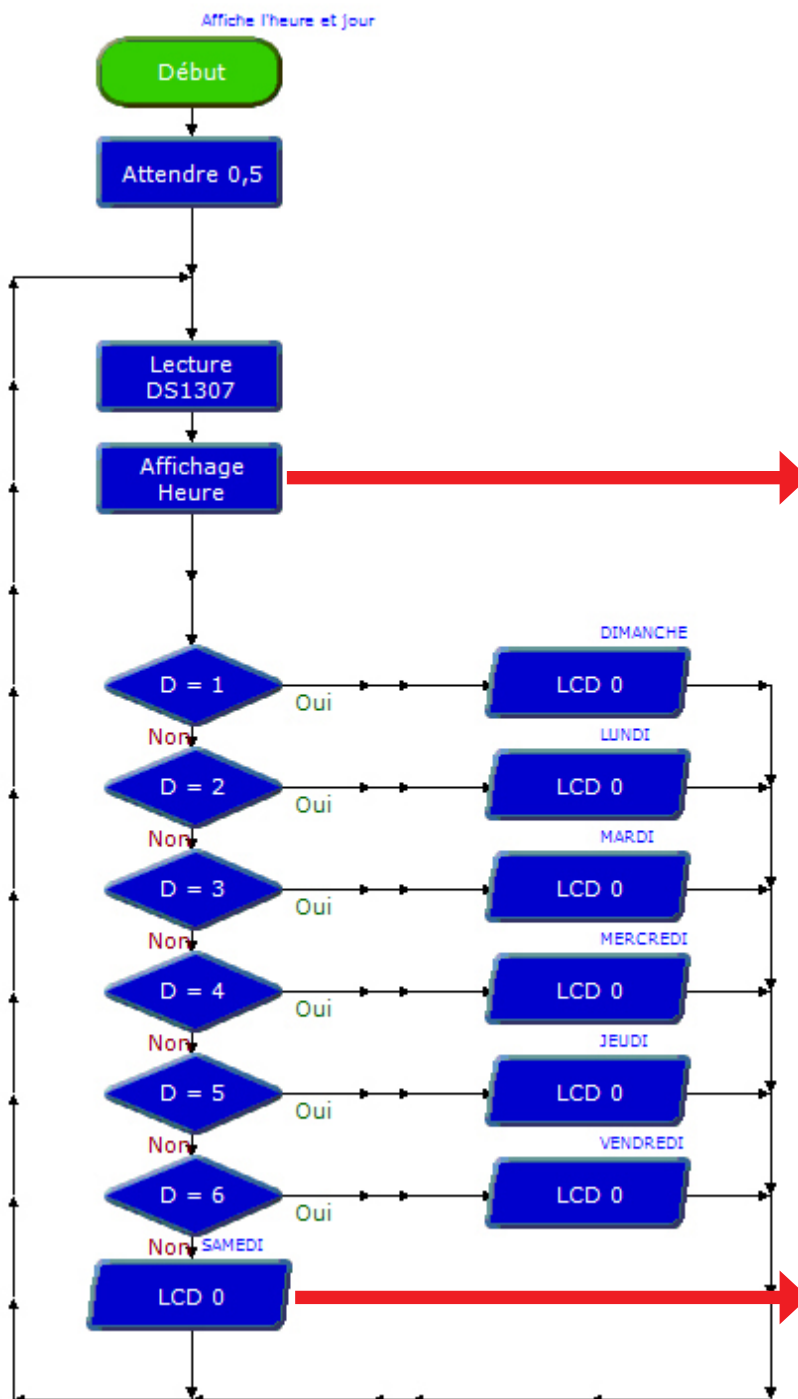 Affiche l'heure et jour
Début
Attendre 0,5
Lecture
DS1307
Affichage
Heure
DIMANCHE
D = 1
Oui
LCD 0
Non
LUNDI
D = 2
Oui
LCD 0
Non
MARDI
D = 3
Oui
LCD 0
Non
MERCREDI
D = 4
Oui
LCD 0
Non
JEUDI
D = 5
Oui
LCD 0
Non
VENDREDI
D = 6
Oui
LCD 0
Non
SAMEDI
LCD 0